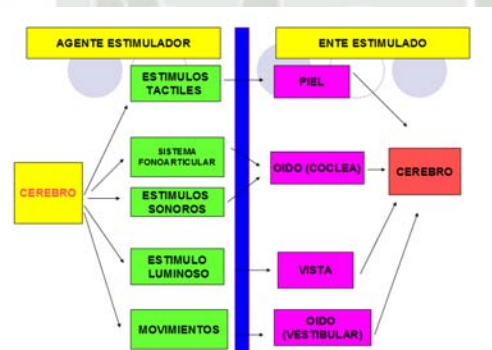 AGENTE ESTIMULADOR
ENTE ESTIMULADO
ESTIMULOS
TACTILES
PIEL
SISTEMA
FONOARTICULAR
OIDO (COCLEA)
CEREBRO
CEREBRO
ESTIMULOS
SONOROS
ESTIMULO
LUMINOSO
VISTA
MOVIMIENTOS
OIDO
(VESTIBULAR)